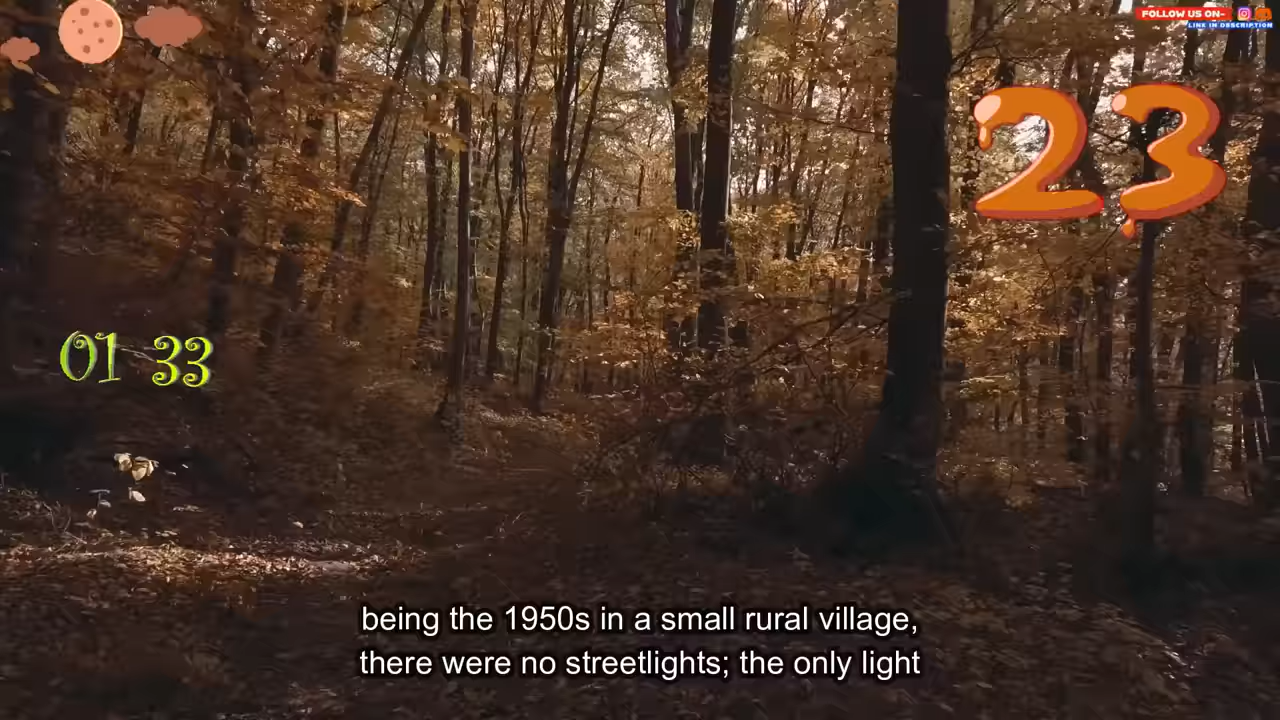 FOLLOW US ON-
LINK IN DESCRIPTION
23
01 33
being the 1950s in a small rural village,
there were no streetlights; the only light